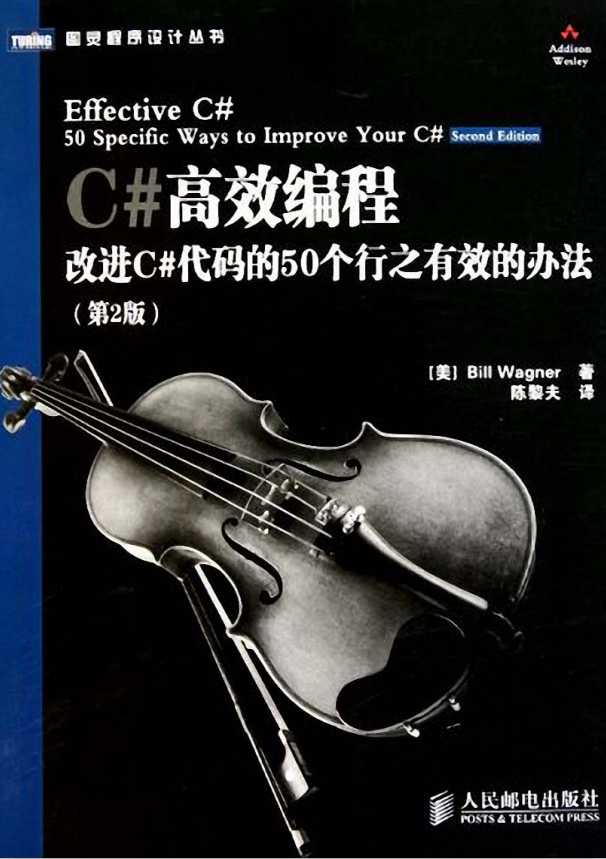 TURING 图灵程序设计丛书
Addison
Wesley
Effective C#
50 Specific Ways to Improve Your C# Second Edition
C#高效编程
改进C#代码的50个行之有效的办法
(第2版)
[美] Bill Wagner 著
陈黎夫 译
人民邮电出版社
POSTS & TELECOM PRESS